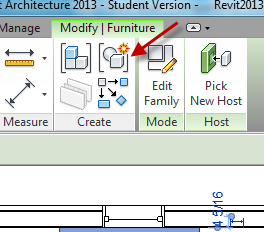 Architecture 2013 - Student Version - Revit2013
Modify | Furniture
Edit
Family
Pick
New Host
Measure
Create
Mode
Host
4 5/16